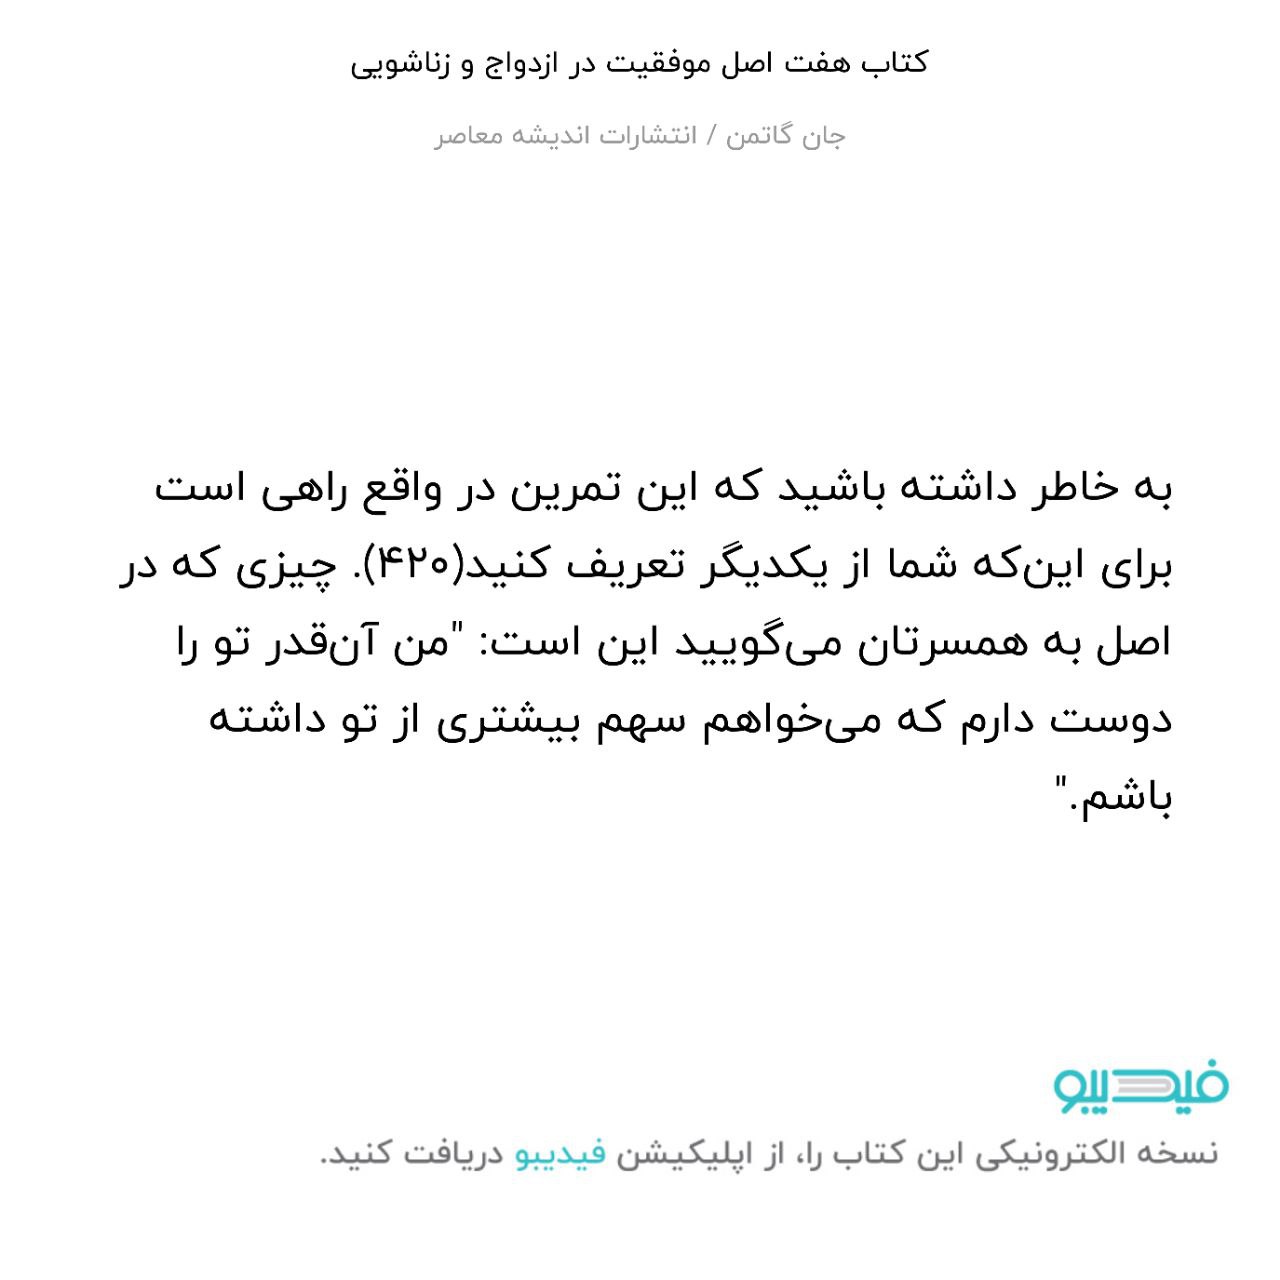 کتاب هفت اصل موفقیت در ازدواج و زناشویی
جان گاتمن / انتشارات اندیشه معاصر
به خاطر داشته باشید که این تمرین در واقع راهی است
برای این‌که شما از یکدیگر تعریف کنید(۴۲۰). چیزی که در
اصل به همسرتان می‌گویید این است: "من آن‌قدر تو را
دوست دارم که می‌خواهم سهم بیشتری از تو داشته
باشم."
فیدیبو
نسخه الکترونیکی این کتاب را، از اپلیکیشن فیدیبو دریافت کنید.